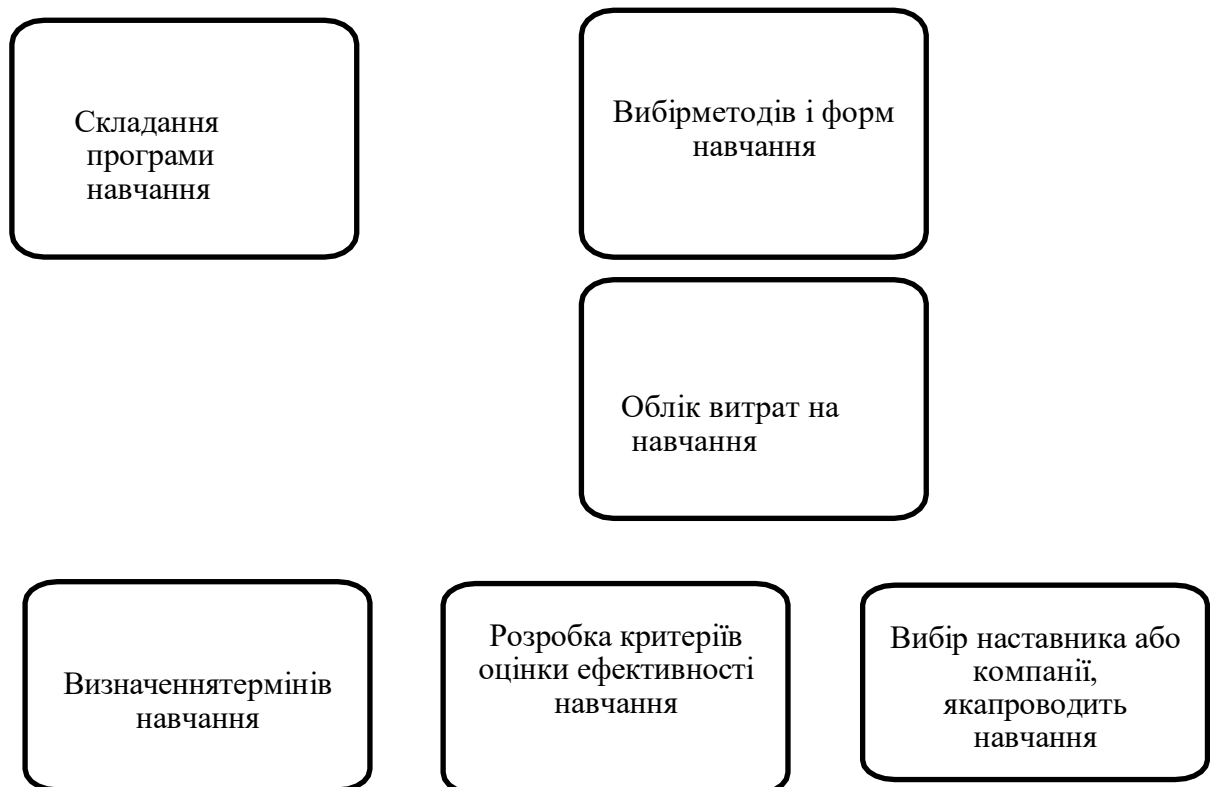 Складання
програми
навчання
Вибірметодів і форм
навчання
Облік витрат на
навчання
Визначеннятермінів
навчання
Розробка критеріїв
оцінки ефективності
навчання
Вибір наставника або
компанії,
якапроводить
навчання